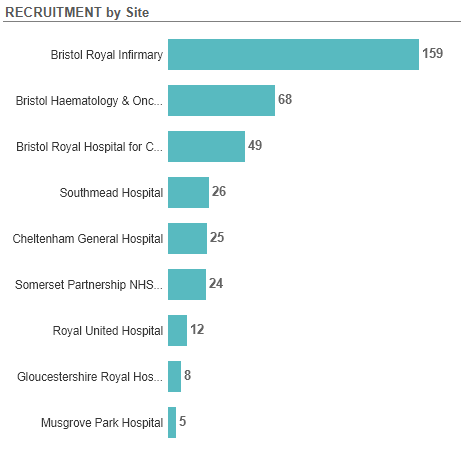 RECRUITMENT by Site
Bristol Royal Infirmary 159
Bristol Haematology & Onc... 68
Bristol Royal Hospital for C... 49
Southmead Hospital 26
Cheltenham General Hospital 25
Somerset Partnership NHS... 24
Royal United Hospital 12
Gloucestershire Royal Hos... 8
Musgrove Park Hospital 5